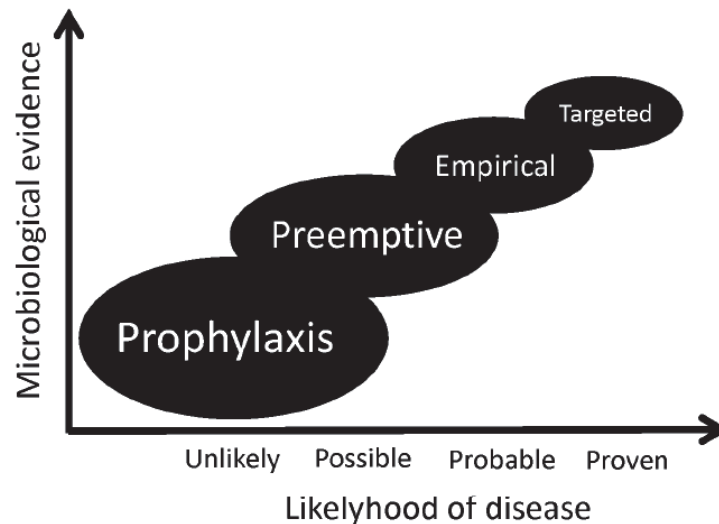 Microbiological evidence
Targeted
Empirical
Preemptive
Prophylaxis
Unlikely Possible Probable Proven
Likelyhood of disease